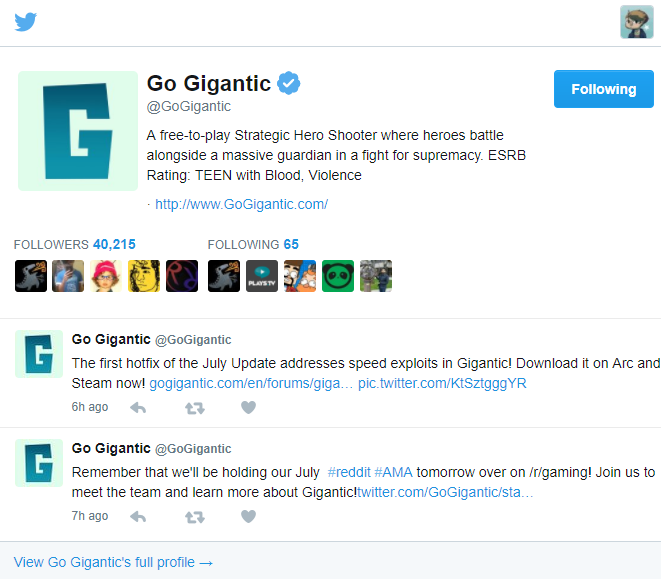 Go Gigantic
@GoGigantic
Following
G
A free-to-play Strategic Hero Shooter where heroes battle
alongside a massive guardian in a fight for supremacy. ESRB
Rating: TEEN with Blood, Violence
· http://www.GoGigantic.com/
FOLLOWERS 40,215
FOLLOWING 65
PLAYS TV
G
Go Gigantic @GoGigantic
The first hotfix of the July Update addresses speed exploits in Gigantic! Download it on Arc and
Steam now! gogigantic.com/en/forums/giga… pic.twitter.com/KtSztgggYR
6h ago
G
Go Gigantic @GoGigantic
Remember that we'll be holding our July #reddit #AMA tomorrow over on /r/gaming! Join us to
meet the team and learn more about Gigantic!twitter.com/GoGigantic/sta…
7h ago
View Go Gigantic's full profile →